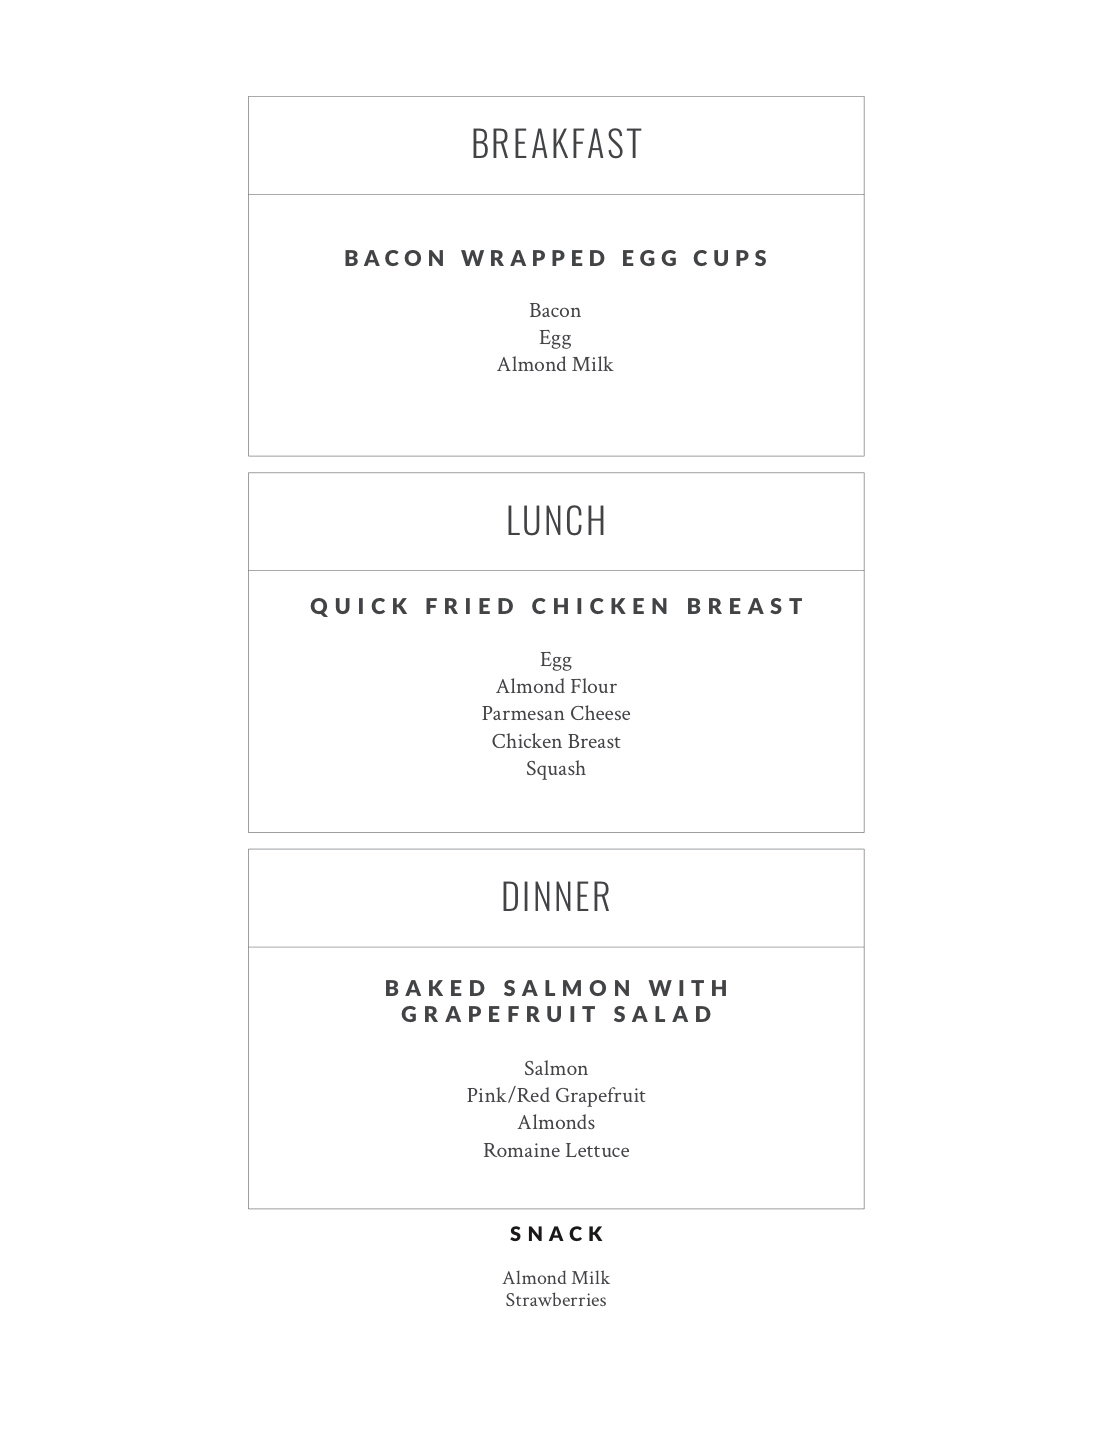 BREAKFAST
BACON WRAPPED EGG CUPS
Bacon
Egg
Almond Milk
LUNCH
QUICK FRIED CHICKEN BREAST
Egg
Almond Flour
Parmesan Cheese
Chicken Breast
Squash
DINNER
BAKED SALMON WITH
GRAPEFRUIT SALAD
Salmon
Pink/Red Grapefruit
Almonds
Romaine Lettuce
SNACK
Almond Milk
Strawberries